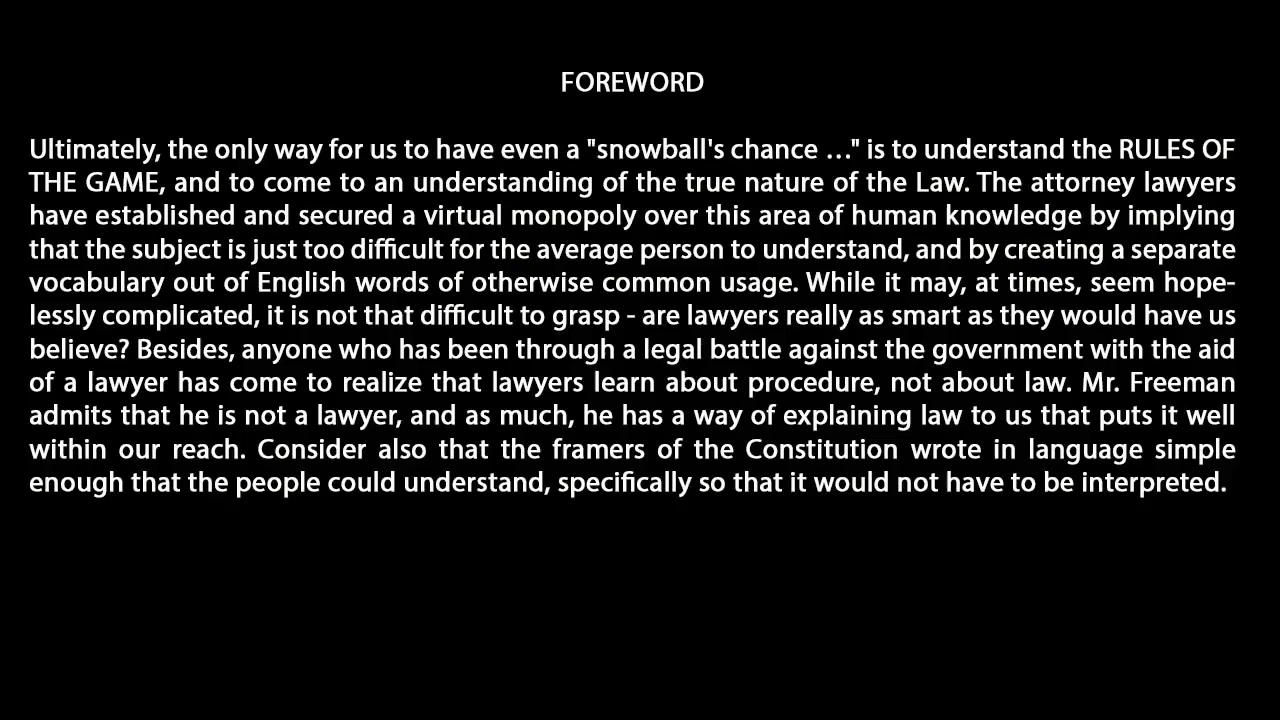 FOREWORD
Ultimately, the only way for us to have even a "snowball's chance …" is to understand the RULES OF
THE GAME, and to come to an understanding of the true nature of the Law. The attorney lawyers
have established and secured a virtual monopoly over this area of human knowledge by implying
that the subject is just too difficult for the average person to understand, and by creating a separate
vocabulary out of English words of otherwise common usage. While it may, at times, seem hope-
lessly complicated, it is not that difficult to grasp - are lawyers really as smart as they would have us
believe? Besides, anyone who has been through a legal battle against the government with the aid
of a lawyer has come to realize that lawyers learn about procedure, not about law. Mr. Freeman
admits that he is not a lawyer, and as much, he has a way of explaining law to us that puts it well
within our reach. Consider also that the framers of the Constitution wrote in language simple
enough that the people could understand, specifically so that it would not have to be interpreted.